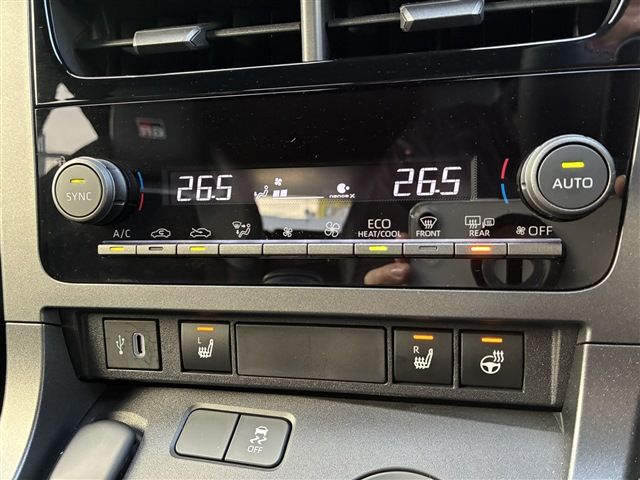 26.5
nanoe X
26.5
SYNC
AUTO
A/C
ECO
HEAT/COOL
FRONT
REAR
OFF
L
R
OFF